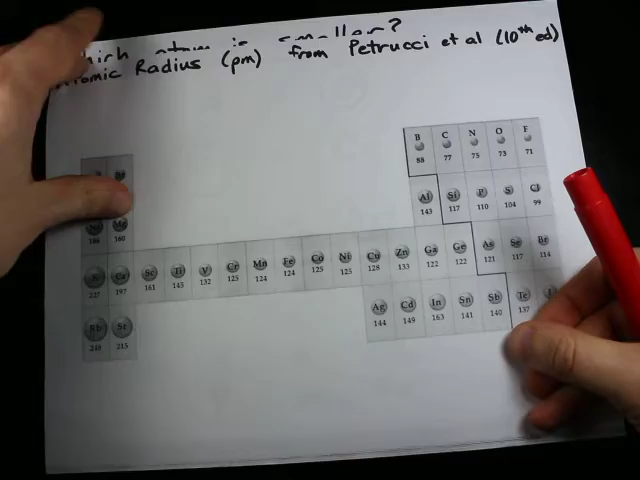 is smaller?
Atomic Radius (pm) from Petrucci et al (10th ed)
B C N O F
88 77 75 73 71
Al Si P S Cl
143 117 110 104 99
Na Mg
186 160
K Ca Sc Ti V Cr Mn Fe Co Ni Cu Zn Ga Ge As Se Br
227 197 161 145 132 125 124 124 125 125 128 133 122 122 121 117 114
Rb Sr Ag Cd In Sn Sb Te I
248 215 144 149 163 141 140 137